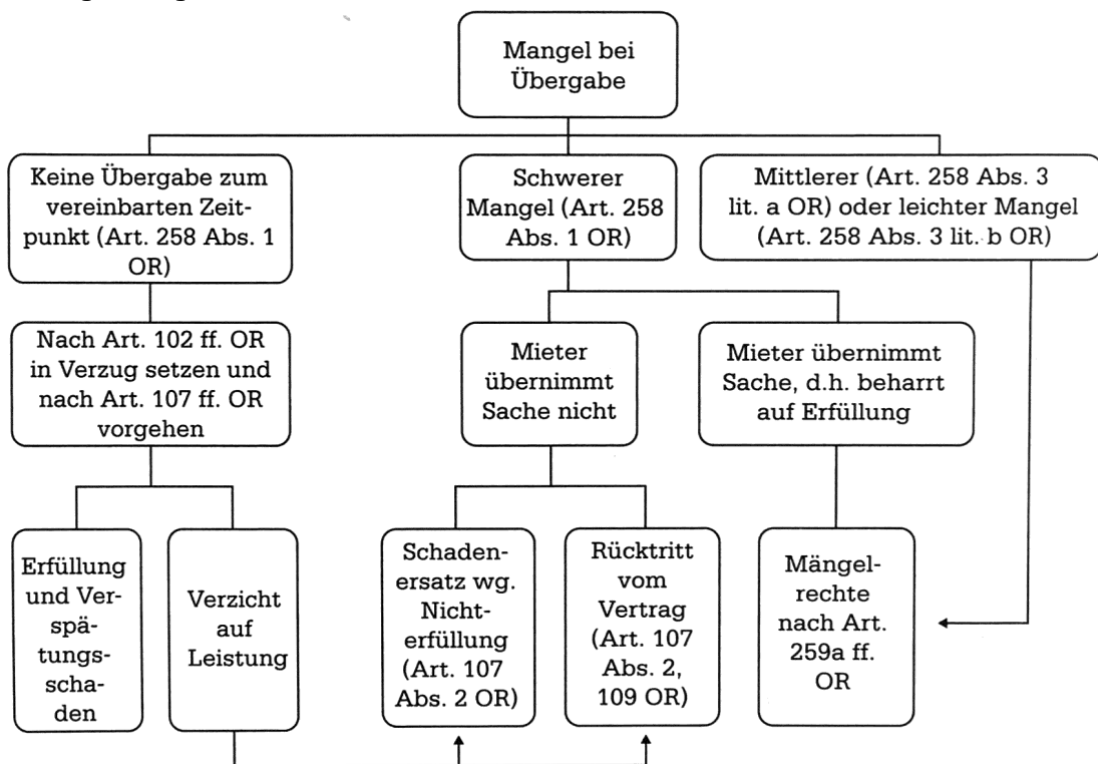 Mangel bei
Übergabe
Keine Übergabe zum
vereinbarten Zeit-
punkt (Art. 258 Abs. 1
OR)
Schwerer
Mangel (Art. 258
Abs. 1 OR)
Mittlerer (Art. 258 Abs. 3
lit. a OR) oder leichter Mangel
(Art. 258 Abs. 3 lit. b OR)
Nach Art. 102 ff. OR
in Verzug setzen und
nach Art. 107 ff. OR
vorgehen
Mieter
übernimmt
Sache nicht
Mieter übernimmt
Sache, d.h. beharrt
auf Erfüllung
Erfüllung
und Ver-
spä-
tungs-
scha-
den
Verzicht
auf
Leistung
Schaden-
ersatz wg.
Nicht-
erfüllung
(Art. 107
Abs. 2 OR)
Rücktritt
vom
Vertrag
(Art. 107
Abs. 2,
109 OR)
Mängel-
rechte
nach Art.
259a ff.
OR